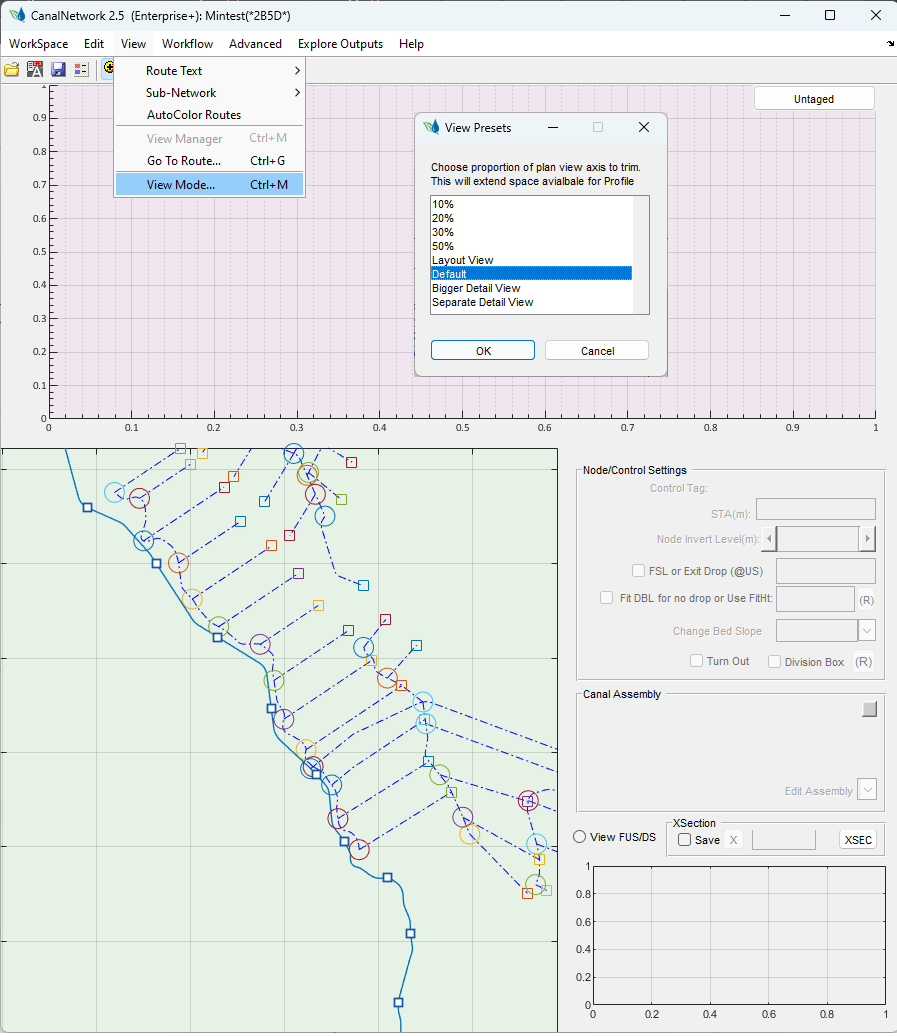 CanalNetwork 2.5 (Enterprise+): Mintest(*2B5D*)
WorkSpace Edit View Workflow Advanced Explore Outputs Help
Route Text
Sub-Network
AutoColor Routes
View Manager Ctrl+M
Go To Route... Ctrl+G
View Mode... Ctrl+M
Untaged
View Presets
Choose proportion of plan view axis to trim.
This will extend space avialbale for Profile
10%
20%
30%
50%
Layout View
Default
Bigger Detail View
Separate Detail View
OK Cancel
1
0.9
0.8
0.7
0.6
0.5
0.4
0.3
0.2
0.1
0
0 0.1 0.2 0.3 0.4 0.5 0.6 0.7 0.8 0.9 1
Node/Control Settings
Control Tag:
STA(m):
Node Invert Level(m):
FSL or Exit Drop (@US)
Fit DBL for no drop or Use FitHt: (R)
Change Bed Slope
Turn Out Division Box (R)
Canal Assembly
Edit Assembly
View FUS/DS
XSection
Save X XSEC
1
0.8
0.6
0.4
0.2
0
0 0.2 0.4 0.6 0.8 1